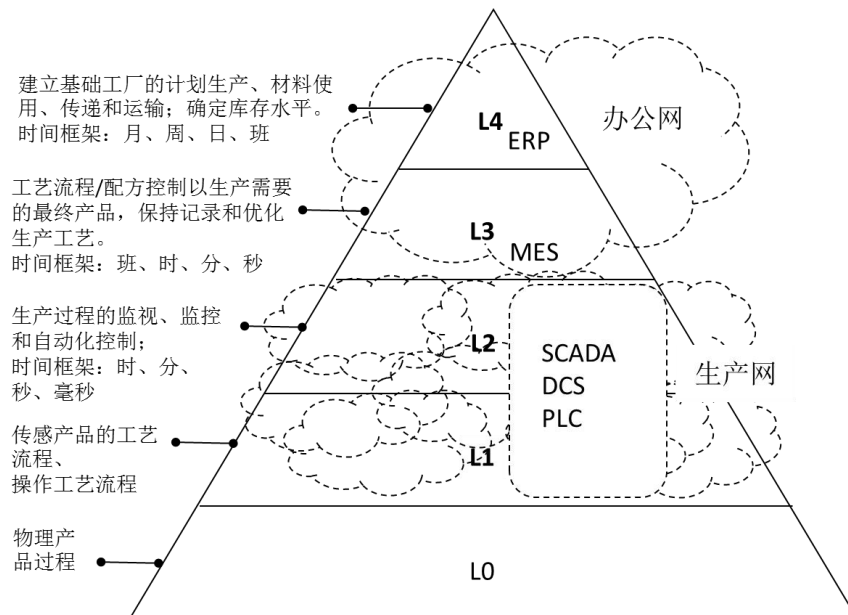 建立基础工厂的计划生产、材料使
用、传递和运输；确定库存水平。
时间框架：月、周、日、班
L4
ERP
办公网
工艺流程/配方控制以生产需要
的最终产品，保持记录和优化
生产工艺。
时间框架：班、时、分、秒
L3
MES
生产过程的监视、监控
和自动化控制；
时间框架：时、分、
秒、毫秒
L2
SCADA
DCS
PLC
生产网
传感产品的工艺
流程、
操作工艺流程
L1
物理产
品过程
L0